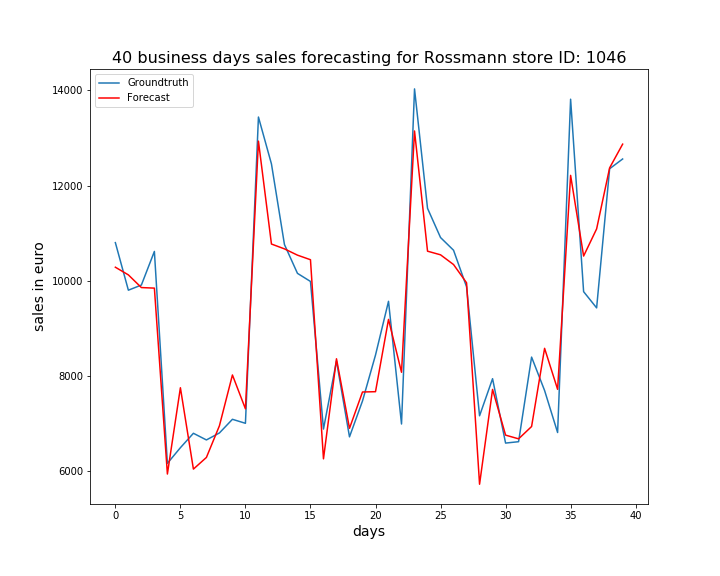 40 business days sales forecasting for Rossmann store ID: 1046
Groundtruth
Forecast
14000
12000
10000
8000
6000
sales in euro
0 5 10 15 20 25 30 35 40
days